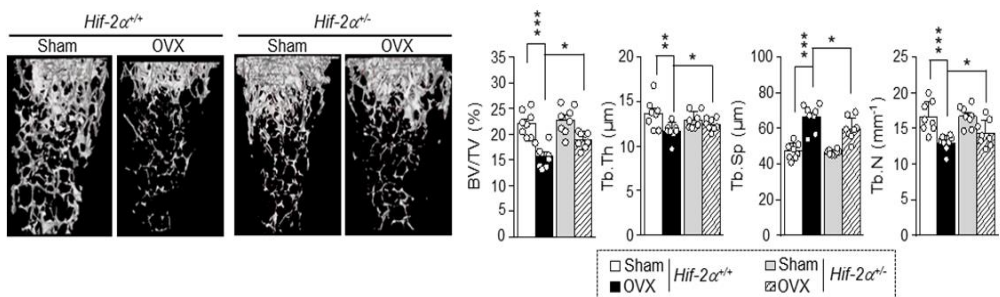 Hif-2α+/+
Hif-2α+/-
Sham
OVX
Sham
OVX
BV/TV (%)
35
30
25
20
15
10
5
0
***
*
Tb.Th (µm)
20
15
10
5
0
**
*
Tb.Sp (µm)
100
80
60
40
20
0
***
*
Tb.N (mm-1)
25
20
15
10
5
0
***
*
Sham
OVX
Hif-2α+/+
Sham
OVX
Hif-2α+/-